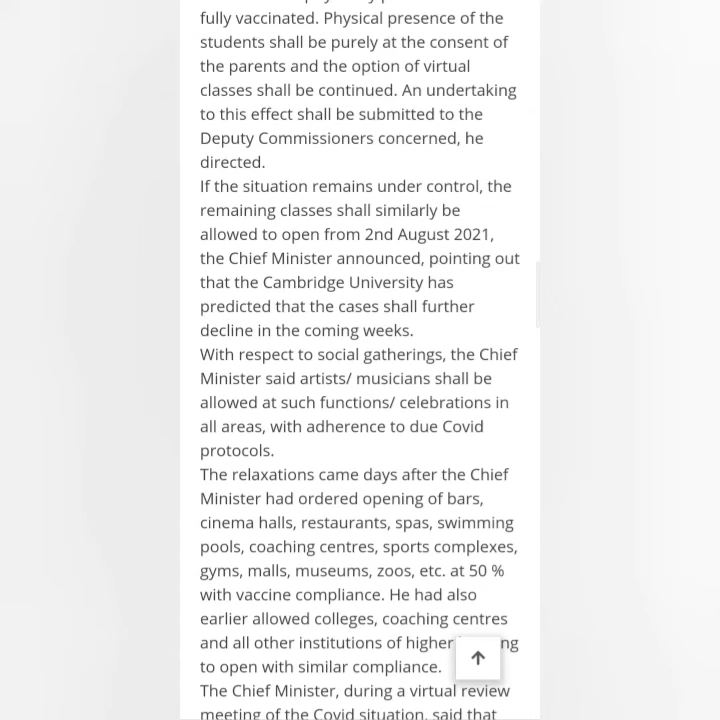 fully vaccinated. Physical presence of the
students shall be purely at the consent of
the parents and the option of virtual
classes shall be continued. An undertaking
to this effect shall be submitted to the
Deputy Commissioners concerned, he
directed.
If the situation remains under control, the
remaining classes shall similarly be
allowed to open from 2nd August 2021,
the Chief Minister announced, pointing out
that the Cambridge University has
predicted that the cases shall further
decline in the coming weeks.
With respect to social gatherings, the Chief
Minister said artists/ musicians shall be
allowed at such functions/ celebrations in
all areas, with adherence to due Covid
protocols.
The relaxations came days after the Chief
Minister had ordered opening of bars,
cinema halls, restaurants, spas, swimming
pools, coaching centres, sports complexes,
gyms, malls, museums, zoos, etc. at 50 %
with vaccine compliance. He had also
earlier allowed colleges, coaching centres
and all other institutions of higher
to open with similar compliance.
The Chief Minister, during a virtual review
meeting of the Covid situation, said that